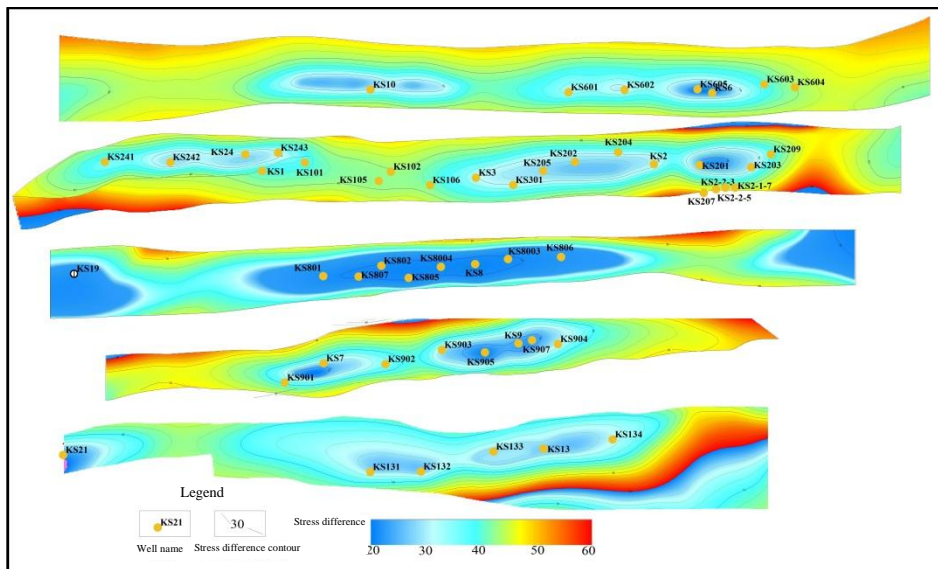 KS10
KS601
KS602
KS605
KS6
KS603
KS604
KS241
KS242
KS24
KS243
KS1
KS101
KS105
KS102
KS106
KS3
KS301
KS205
KS202
KS204
KS2
KS201
KS203
KS209
KS2-2-3
KS2-1-7
KS207
KS2-2-5
KS19
KS801
KS802
KS807
KS8004
KS805
KS8
KS8003
KS806
KS7
KS901
KS902
KS903
KS905
KS9
KS907
KS904
KS21
KS131
KS132
KS133
KS13
KS134
Legend
KS21
30
Well name
Stress difference contour
Stress difference
20 30 40 50 60